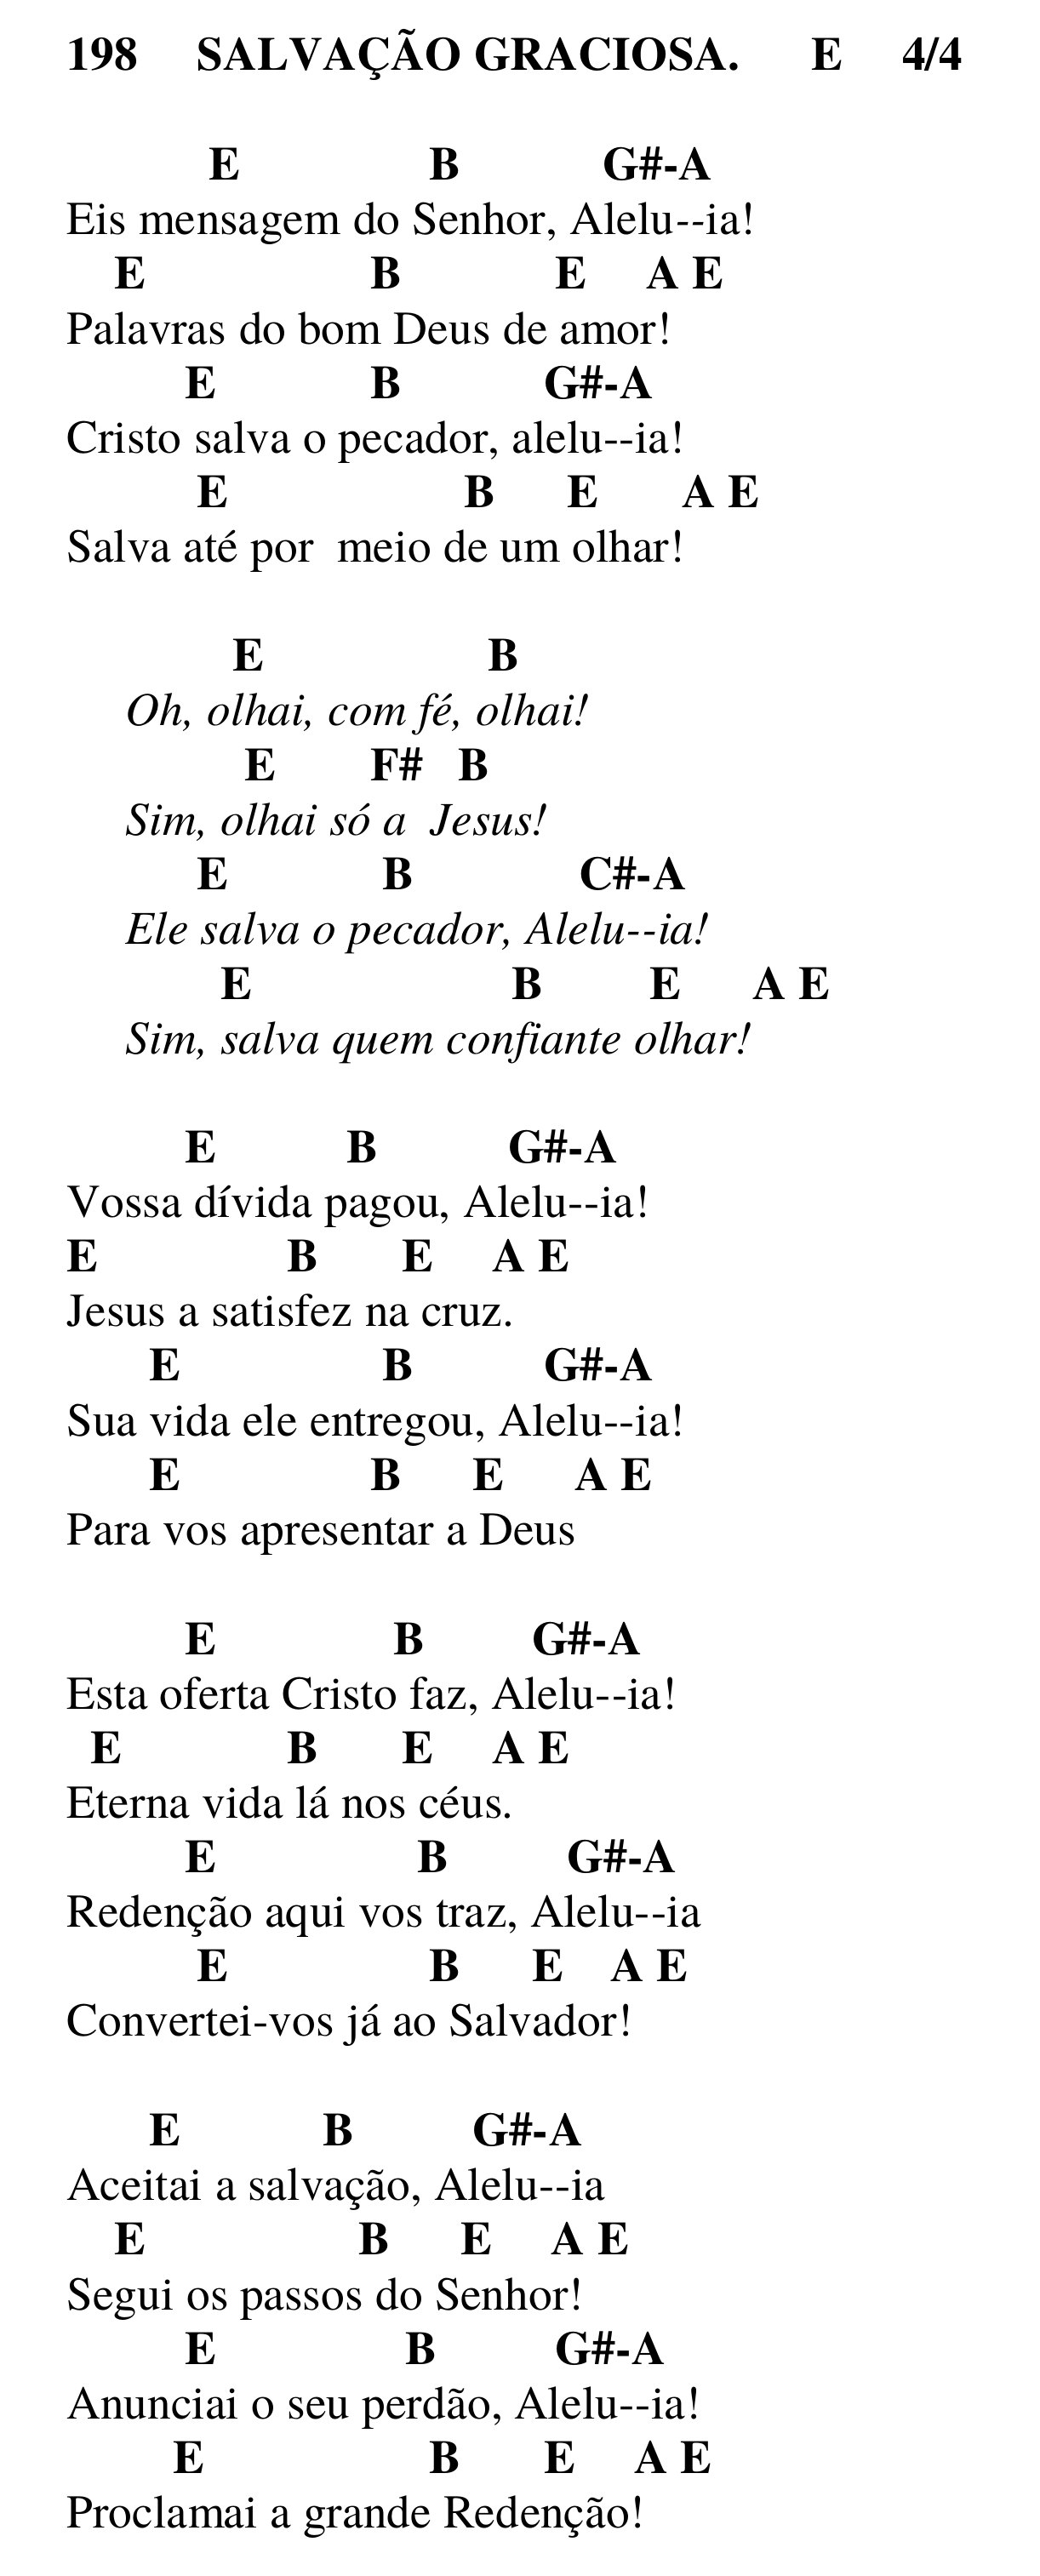 198 SALVAÇÃO GRACIOSA. E 4/4
E B G#-A
Eis mensagem do Senhor, Alelu--ia!
E B E A E
Palavras do bom Deus de amor!
E B G#-A
Cristo salva o pecador, alelu--ia!
E B E A E
Salva até por meio de um olhar!
E B
Oh, olhai, com fé, olhai!
E F# B
Sim, olhai só a Jesus!
E B C#-A
Ele salva o pecador, Alelu--ia!
E B E A E
Sim, salva quem confiante olhar!
E B G#-A
Vossa dívida pagou, Alelu--ia!
E B E A E
Jesus a satisfez na cruz.
E B G#-A
Sua vida ele entregou, Alelu--ia!
E B E A E
Para vos apresentar a Deus
E B G#-A
Esta oferta Cristo faz, Alelu--ia!
E B E A E
Eterna vida lá nos céus.
E B G#-A
Redenção aqui vos traz, Alelu--ia
E B E A E
Convertei-vos já ao Salvador!
E B G#-A
Aceitai a salvação, Alelu--ia
E B E A E
Segui os passos do Senhor!
E B G#-A
Anunciai o seu perdão, Alelu--ia!
E B E A E
Proclamai a grande Redenção!